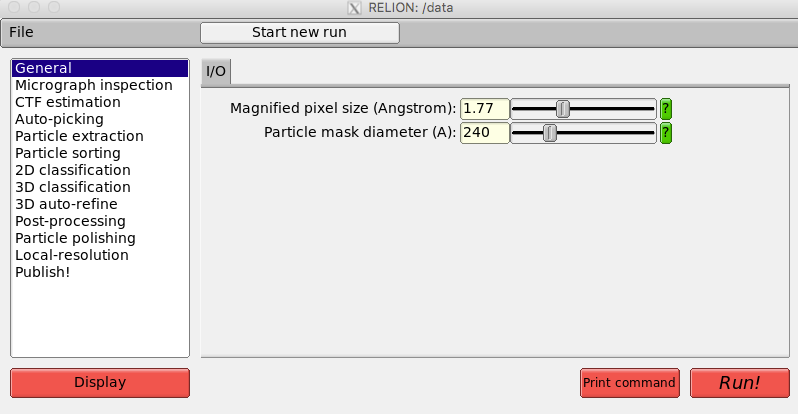 RELION: /data
File
Start new run
General
Micrograph inspection
CTF estimation
Auto-picking
Particle extraction
Particle sorting
2D classification
3D classification
3D auto-refine
Post-processing
Particle polishing
Local-resolution
Publish!
I/O
Magnified pixel size (Angstrom): 1.77 ?
Particle mask diameter (A): 240 ?
Display
Print command
Run!